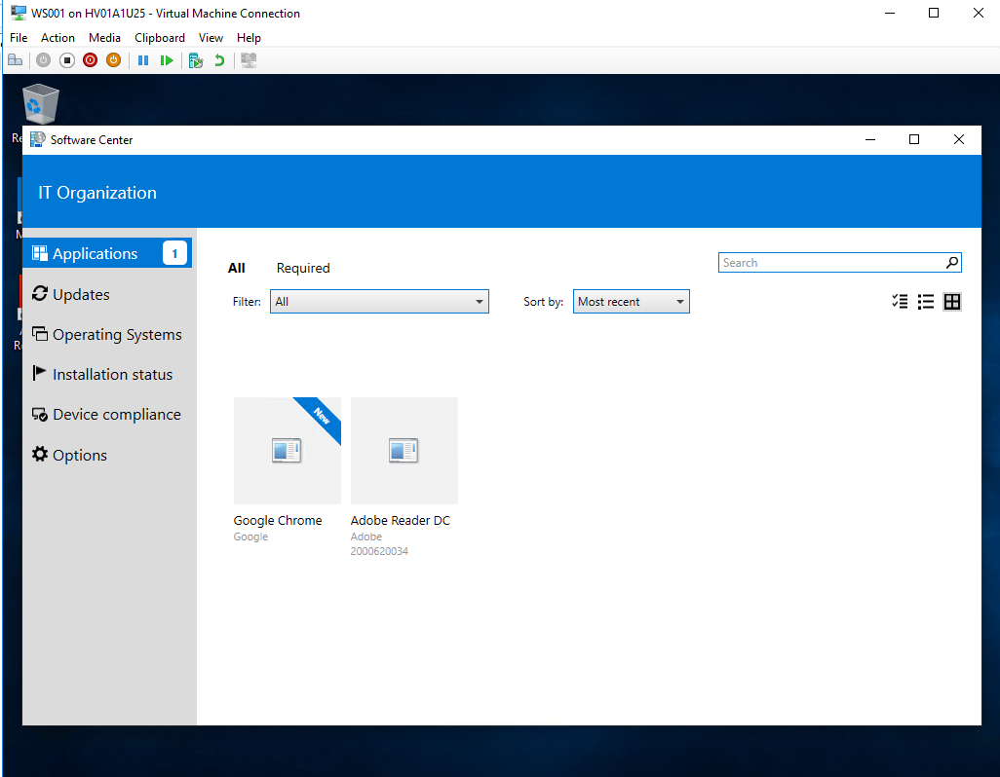 WS001 on HV01A1U25 - Virtual Machine Connection
File Action Media Clipboard View Help
Software Center
IT Organization
Applications 1
Updates
Operating Systems
Installation status
Device compliance
Options
All Required
Search
Filter: All Sort by: Most recent
New
Google Chrome
Google
Adobe Reader DC
Adobe
2000620034